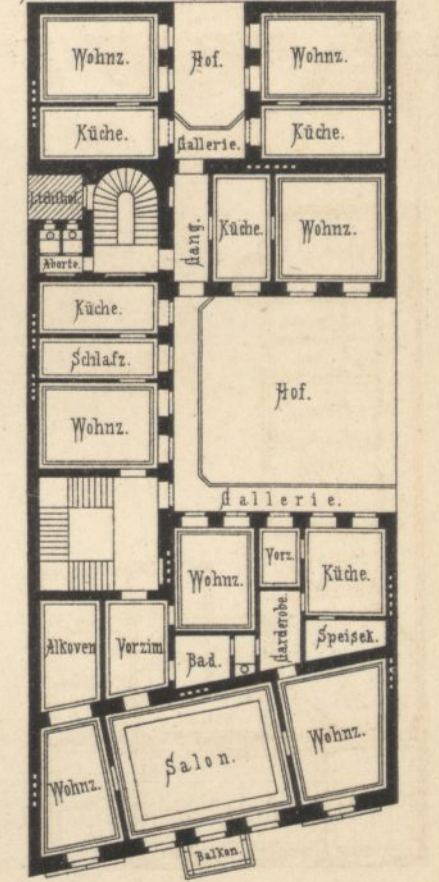 Wohnz.
Hof.
Wohnz.
Küche.
Gallerie.
Küche.
Lichthof.
Gang.
Küche.
Wohnz.
Aborte.
Küche.
Schlafz.
Hof.
Wohnz.
Gallerie.
Wohnz.
Vorz.
Küche.
Alkoven
Vorzim
Bad.
Garderobe.
Speisek.
Wohnz.
Salon.
Wohnz.
Balkon.